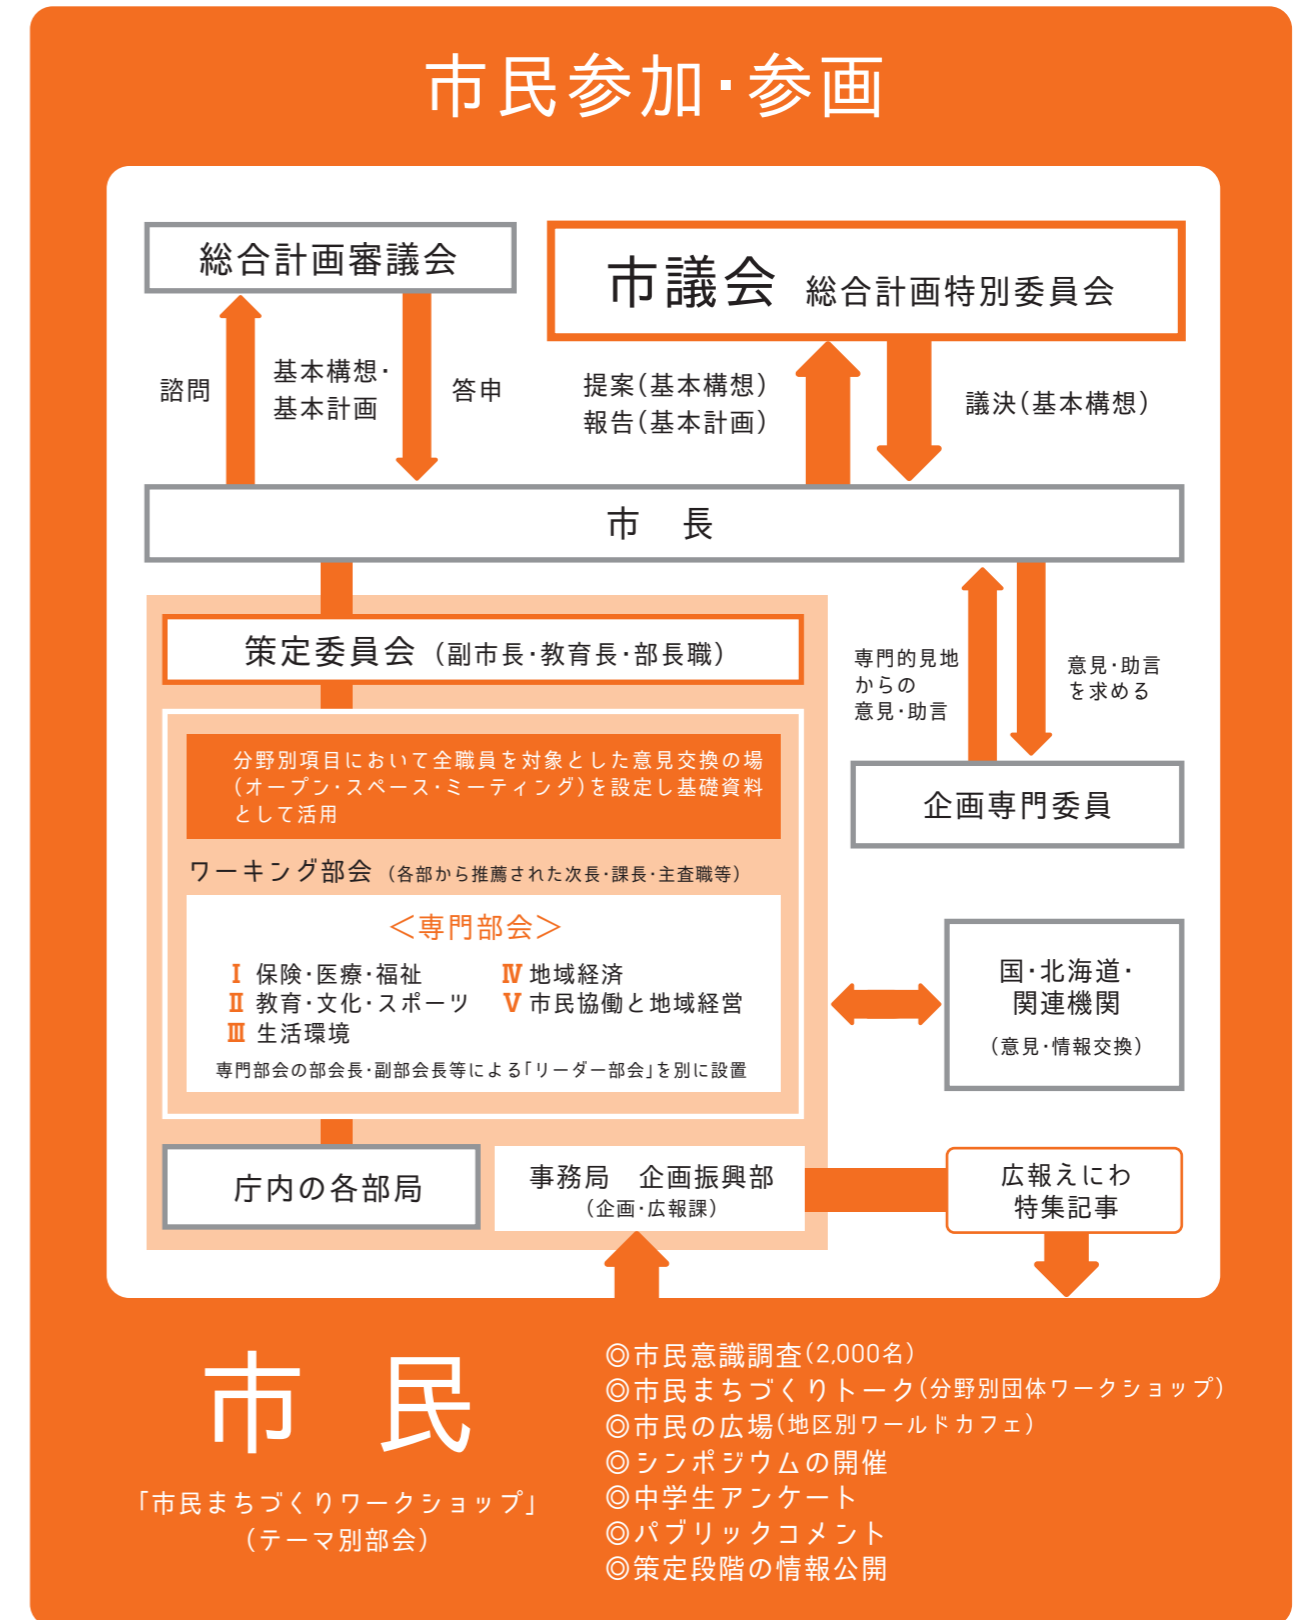 市民参加・参画
総合計画審議会
市議会 総合計画特別委員会
諮問
基本構想・
基本計画
答申
提案(基本構想)
報告(基本計画)
議決(基本構想)
市 長
策定委員会(副市長・教育長・部長職)
専門的見地
からの
意見・助言
意見・助言
を求める
分野別項目において全職員を対象とした意見交換の場
(オープン・スペース・ミーティング)を設定し基礎資料
として活用
企画専門委員
ワーキング部会(各部から推薦された次長・課長・主査職等)
＜専門部会＞
Ⅰ 保険・医療・福祉
Ⅱ 教育・文化・スポーツ
Ⅲ 生活環境
Ⅳ 地域経済
Ⅴ 市民協働と地域経営
専門部会の部会長・副部会長等による「リーダー部会」を別に設置
国・北海道・
関連機関
(意見・情報交換)
庁内の各部局
事務局 企画振興部
(企画・広報課)
広報えにわ
特集記事
市 民
「市民まちづくりワークショップ」
(テーマ別部会)
◎市民意識調査(2,000名)
◎市民まちづくりトーク(分野別団体ワークショップ)
◎市民の広場(地区別ワールドカフェ)
◎シンポジウムの開催
◎中学生アンケート
◎パブリックコメント
◎策定段階の情報公開